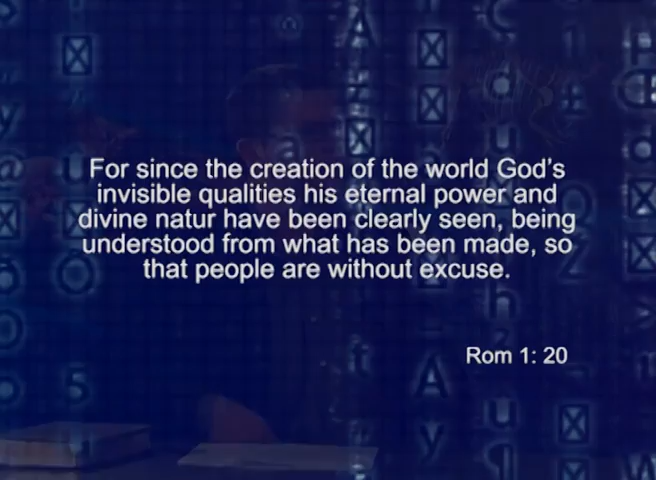 For since the creation of the world God's
invisible qualities his eternal power and
divine natur have been clearly seen, being
understood from what has been made, so
that people are without excuse.
Rom 1: 20